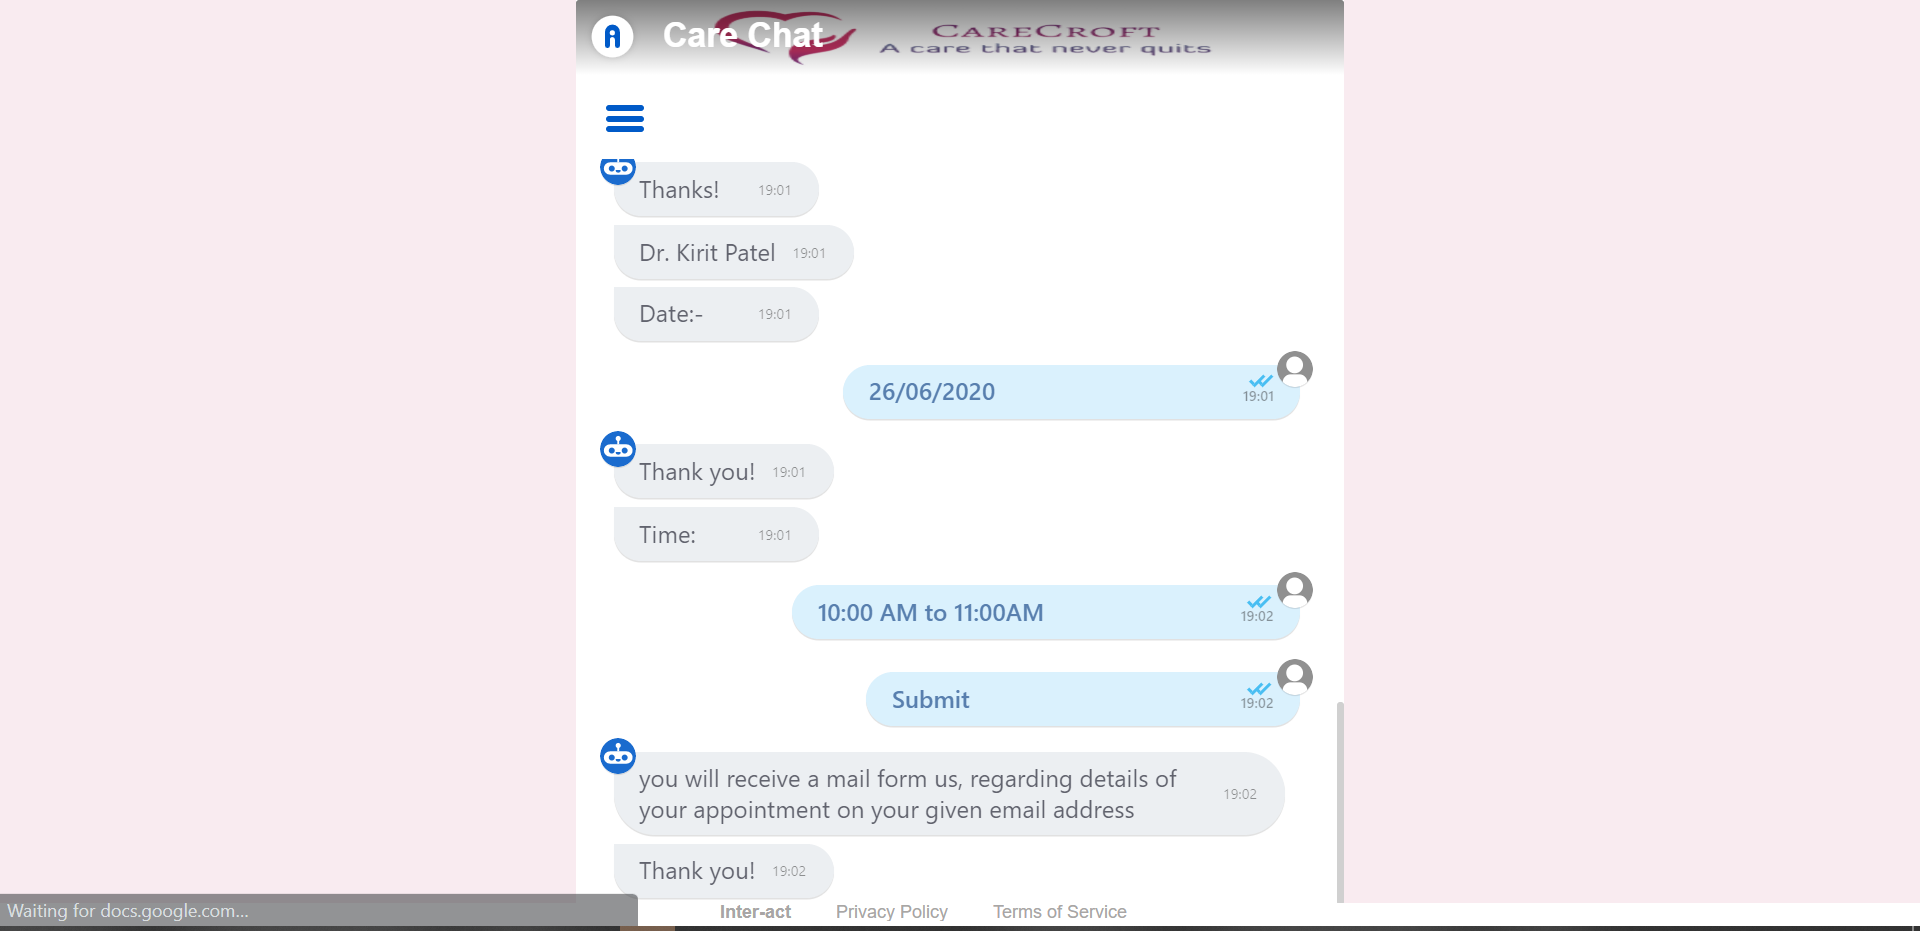 Care Chat
CARECROFT
A care that never quits
Thanks! 19:01
Dr. Kirit Patel 19:01
Date:- 19:01
26/06/2020 19:01
Thank you! 19:01
Time: 19:01
10:00 AM to 11:00AM 19:02
Submit 19:02
you will receive a mail form us, regarding details of
your appointment on your given email address 19:02
Thank you! 19:02
Waiting for docs.google.com...
Inter-act Privacy Policy Terms of Service